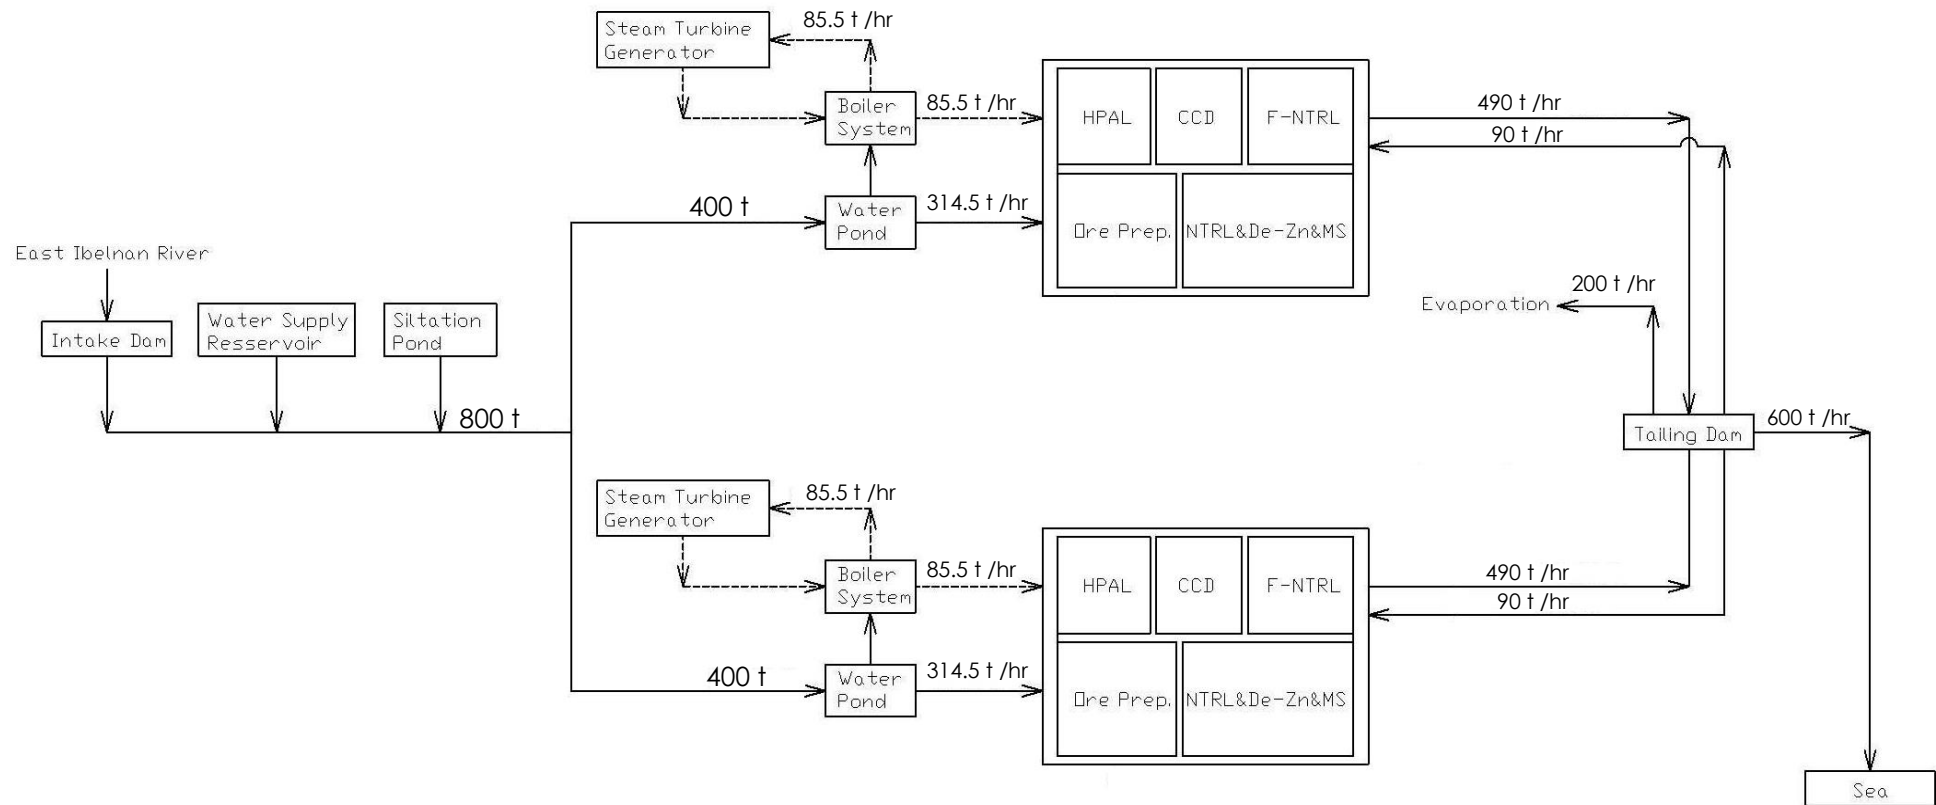 85.5 t /hr
Steam Turbine
Generator
Boiler
System
85.5 t /hr
HPAL
CCD
F-NTRL
490 t /hr
90 t /hr
400 t
Water
Pond
314.5 t /hr
Ore Prep.
NTRL&De-Zn&MS
East Ibelnan River
Intake Dam
Water Supply
Resservoir
Siltation
Pond
800 t
200 t /hr
Evaporation
Tailing Dam
600 t /hr
85.5 t /hr
Steam Turbine
Generator
Boiler
System
85.5 t /hr
HPAL
CCD
F-NTRL
490 t /hr
90 t /hr
400 t
Water
Pond
314.5 t /hr
Ore Prep.
NTRL&De-Zn&MS
Sea